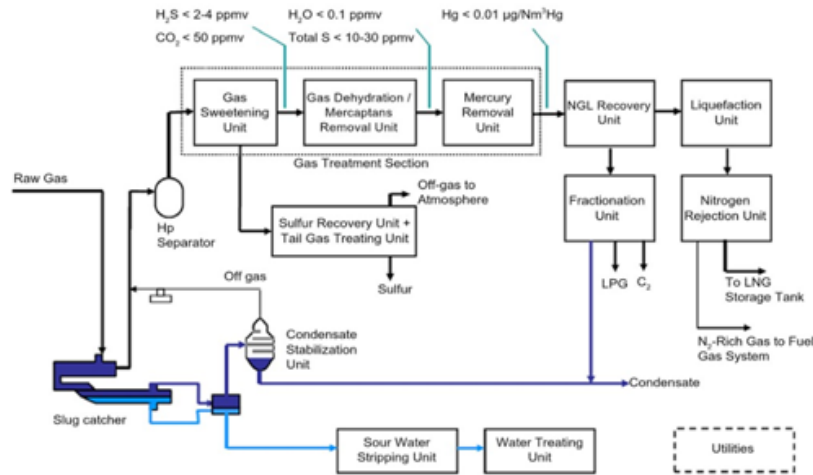 H₂S < 2-4 ppmv
CO₂ < 50 ppmv
H₂O < 0.1 ppmv
Total S < 10-30 ppmv
Hg < 0.01 µg/Nm³Hg
Gas
Sweetening
Unit
Gas Dehydration /
Mercaptans
Removal Unit
Mercury
Removal
Unit
NGL Recovery
Unit
Liquefaction
Unit
Gas Treatment Section
Raw Gas
Hp
Separator
Off-gas to
Atmosphere
Sulfur Recovery Unit +
Tail Gas Treating Unit
Sulfur
Fractionation
Unit
Nitrogen
Rejection Unit
LPG
C₂
To LNG
Storage Tank
N₂-Rich Gas to Fuel
Gas System
Off gas
Condensate
Stabilization
Unit
Condensate
Slug catcher
Sour Water
Stripping Unit
Water Treating
Unit
Utilities